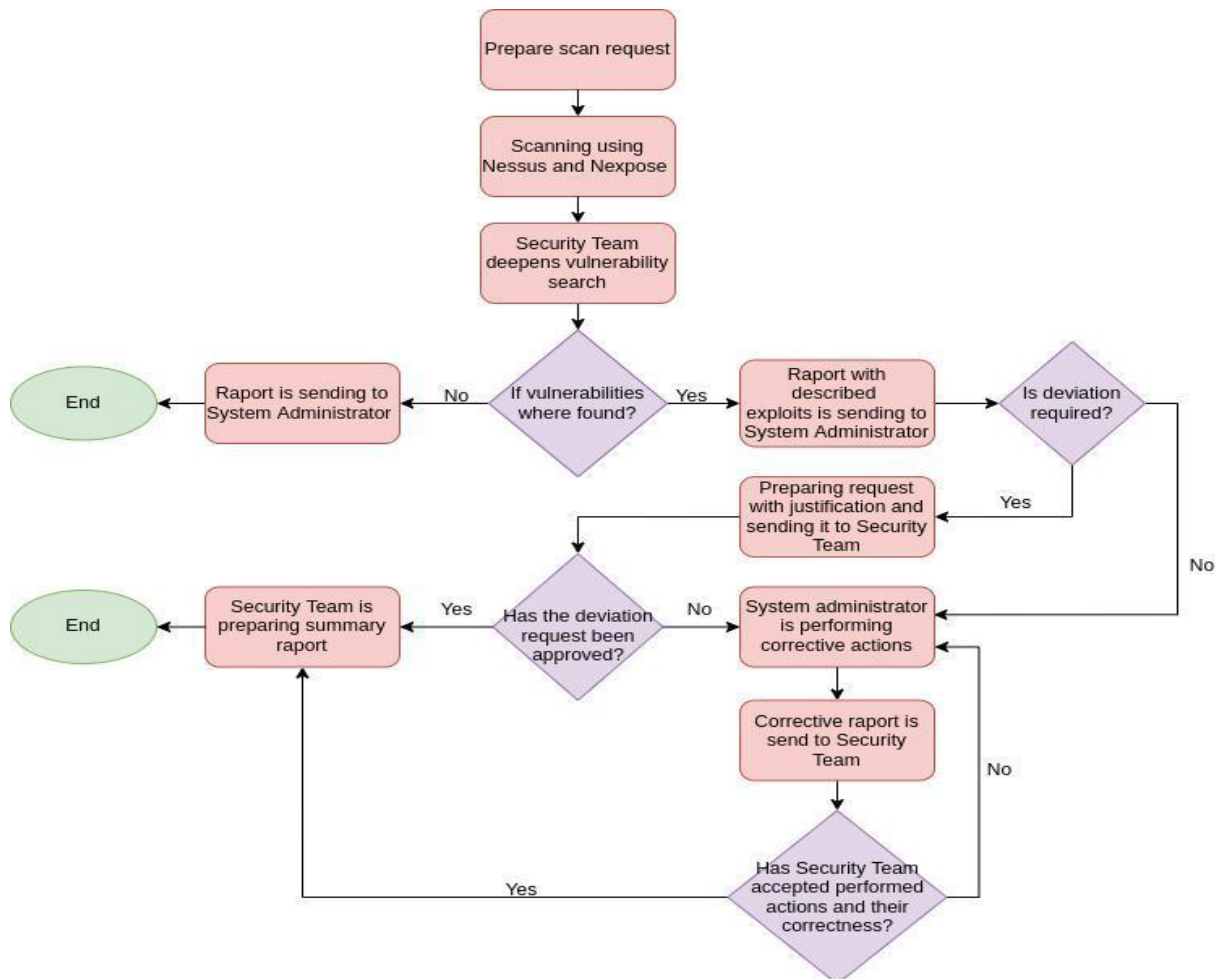 Prepare scan request
Scanning using
Nessus and Nexpose
Security Team
deepens vulnerability
search
End
Raport is sending to
System Administrator
No
If vulnerabilities
where found?
Yes
Raport with
described
exploits is sending to
System Administrator
Is deviation
required?
Preparing request
with justification and
sending it to Security
Team
Yes
No
End
Security Team is
preparing summary
raport
Yes
Has the deviation
request been
approved?
No
System administrator
is performing
corrective actions
Corrective raport is
send to Security
Team
No
Has Security Team
accepted performed
actions and their
correctness?
Yes